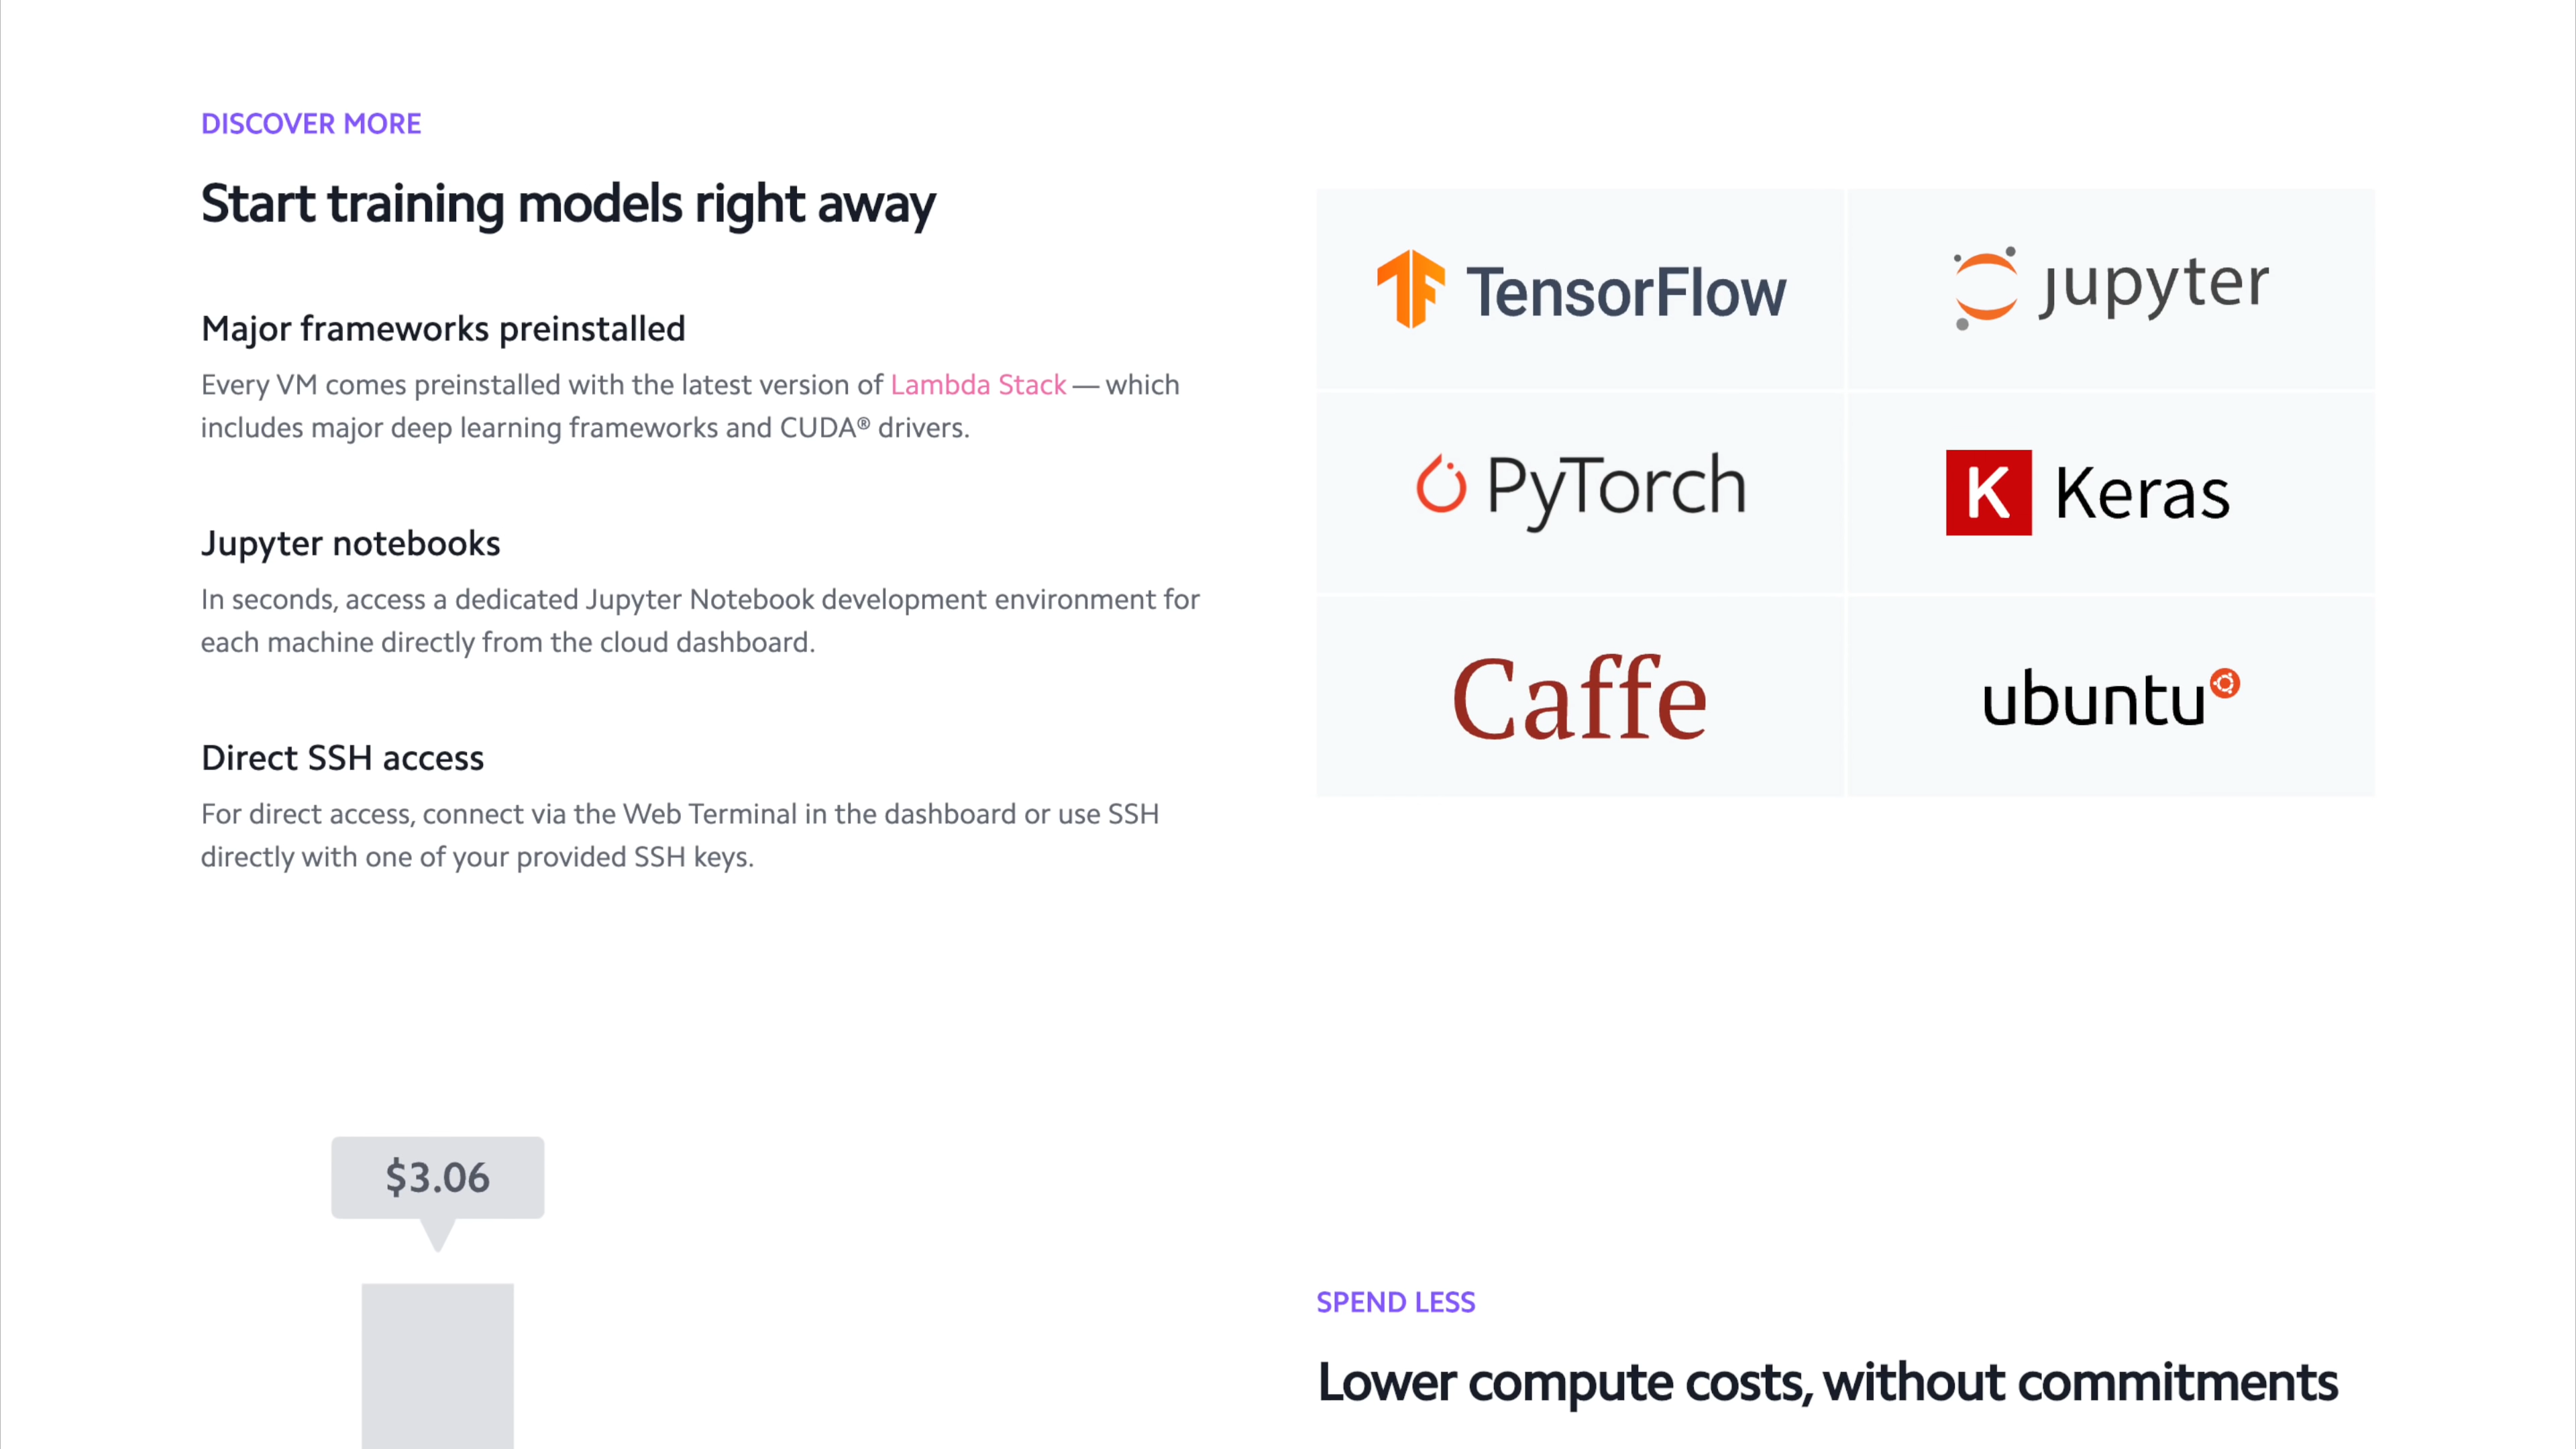 DISCOVER MORE
Start training models right away
Major frameworks preinstalled
Every VM comes preinstalled with the latest version of Lambda Stack — which
includes major deep learning frameworks and CUDA® drivers.
Jupyter notebooks
In seconds, access a dedicated Jupyter Notebook development environment for
each machine directly from the cloud dashboard.
Direct SSH access
For direct access, connect via the Web Terminal in the dashboard or use SSH
directly with one of your provided SSH keys.
TensorFlow
jupyter
PyTorch
K Keras
Caffe
ubuntu
$3.06
SPEND LESS
Lower compute costs, without commitments